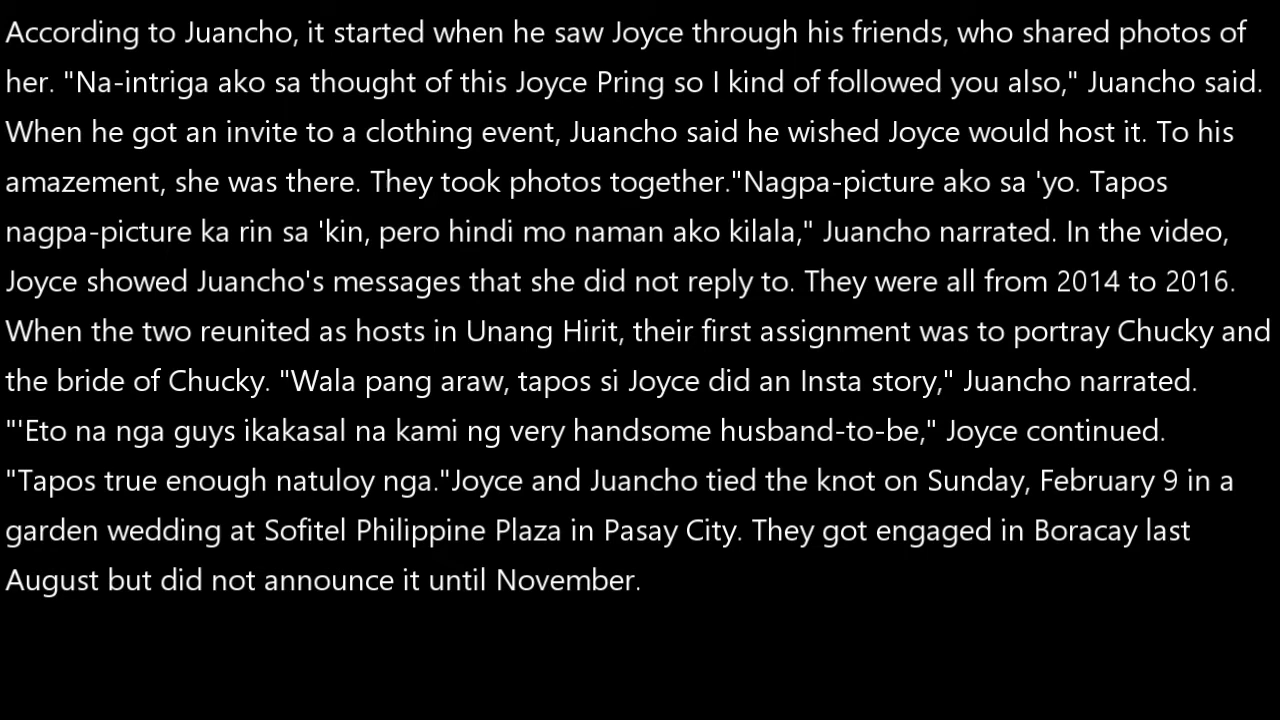 According to Juancho, it started when he saw Joyce through his friends, who shared photos of
her. "Na-intriga ako sa thought of this Joyce Pring so I kind of followed you also," Juancho said.
When he got an invite to a clothing event, Juancho said he wished Joyce would host it. To his
amazement, she was there. They took photos together."Nagpa-picture ako sa 'yo. Tapos
nagpa-picture ka rin sa 'kin, pero hindi mo naman ako kilala," Juancho narrated. In the video,
Joyce showed Juancho's messages that she did not reply to. They were all from 2014 to 2016.
When the two reunited as hosts in Unang Hirit, their first assignment was to portray Chucky and
the bride of Chucky. "Wala pang araw, tapos si Joyce did an Insta story," Juancho narrated.
"'Eto na nga guys ikakasal na kami ng very handsome husband-to-be," Joyce continued.
"Tapos true enough natuloy nga."Joyce and Juancho tied the knot on Sunday, February 9 in a
garden wedding at Sofitel Philippine Plaza in Pasay City. They got engaged in Boracay last
August but did not announce it until November.